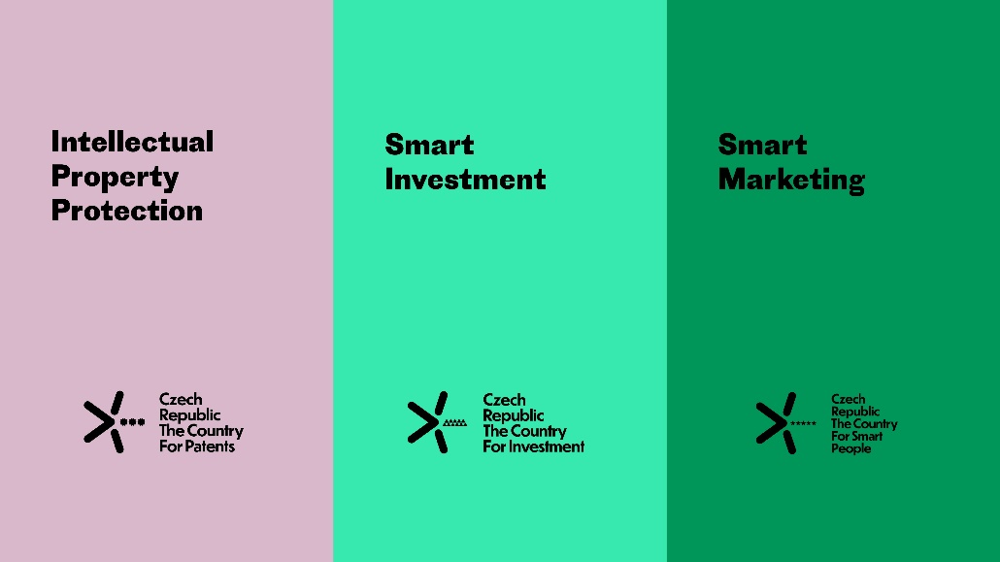 Intellectual
Property
Protection
Czech
Republic
The Country
For Patents
Smart
Investment
Czech
Republic
The Country
For Investment
Smart
Marketing
Czech
Republic
The Country
For Smart
People